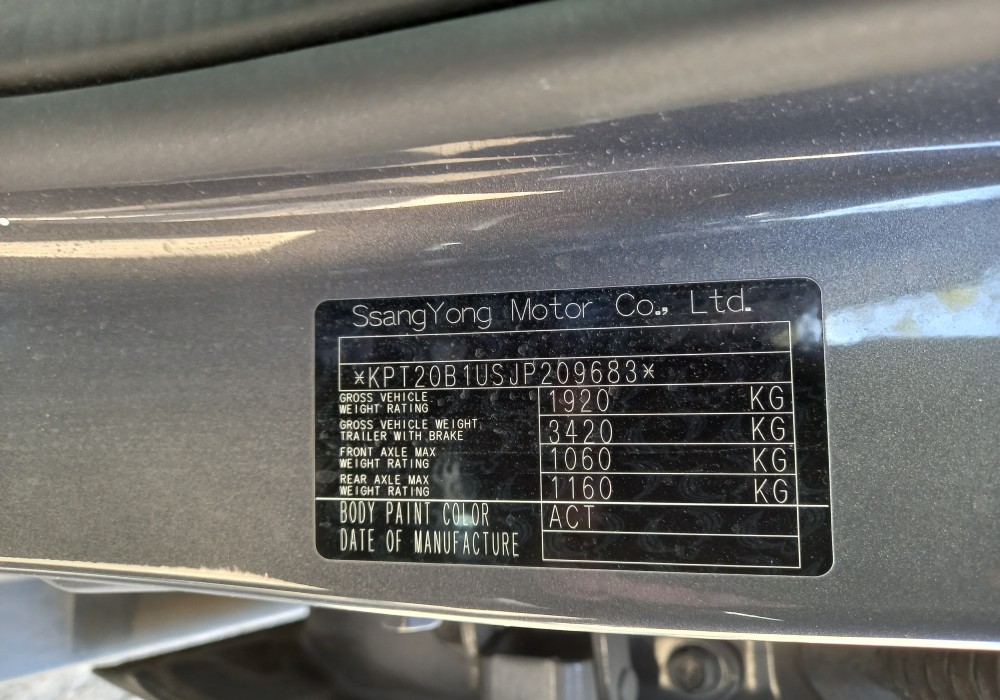 SsangYong Motor Co., Ltd.
*KPT20B1USJP209683*
GROSS VEHICLE
WEIGHT RATING 1920 KG
GROSS VEHICLE WEIGHT
TRAILER WITH BRAKE 3420 KG
FRONT AXLE MAX
WEIGHT RATING 1060 KG
REAR AXLE MAX
WEIGHT RATING 1160 KG
BODY PAINT COLOR ACT
DATE OF MANUFACTURE